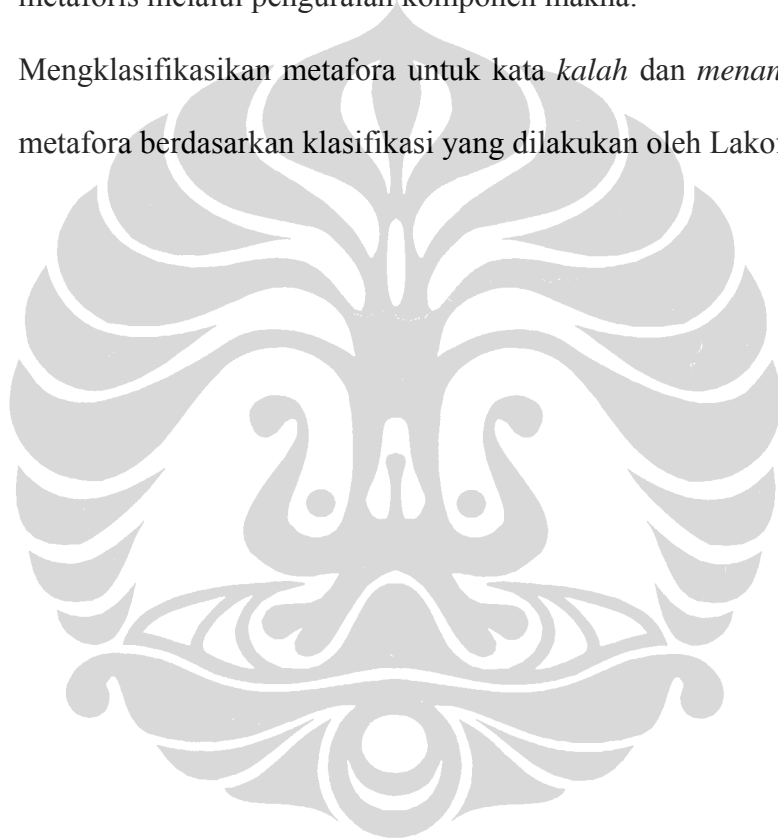 metaforis melalui penguraian komponen makna.
Mengklasifikasikan metafora untuk kata kalah dan
metafora berdasarkan klasifikasi yang dilakukan oleh